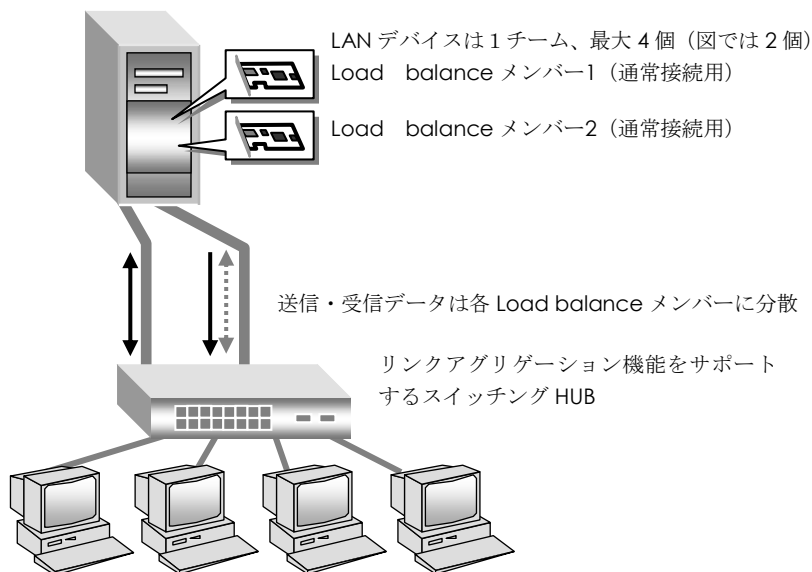 LAN デバイスは１チーム、最大 4 個（図では 2 個）
Load　balance メンバー1（通常接続用）
Load　balance メンバー2（通常接続用）
送信・受信データは各 Load balance メンバーに分散
リンクアグリゲーション機能をサポート
するスイッチング HUB